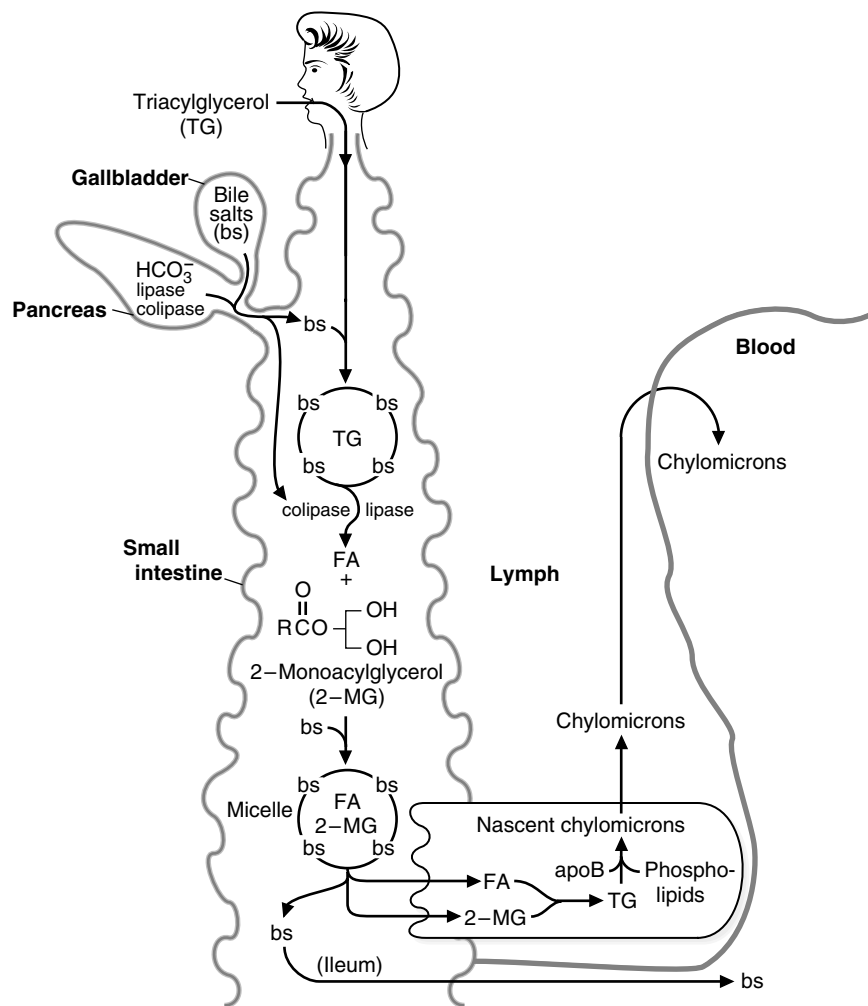 Triacylglycerol
(TG)
Gallbladder
Bile
salts
(bs)
HCO₃⁻
lipase
colipase
Pancreas
bs
Blood
bs bs
TG
bs bs
Chylomicrons
colipase lipase
Small
intestine
FA
+
Lymph
O
RCO
OH
OH
2–Monoacylglycerol
(2–MG)
bs
Chylomicrons
Micelle
bs bs
FA
2–MG
bs bs
Nascent chylomicrons
apoB
Phospho-
lipids
FA
TG
2–MG
bs
(Ileum)
bs